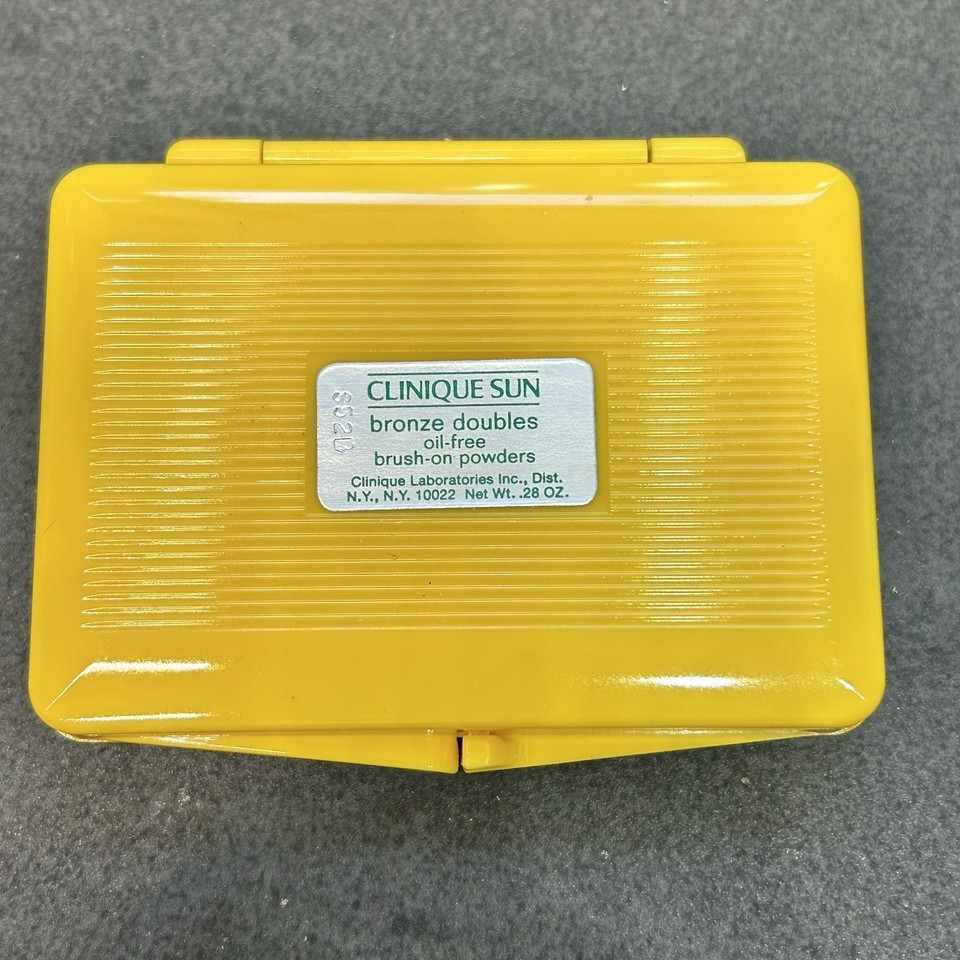 CLINIQUE SUN
bronze doubles
oil-free
brush-on powders
Clinique Laboratories Inc., Dist.
N.Y., N.Y. 10022 Net Wt. .28 OZ.